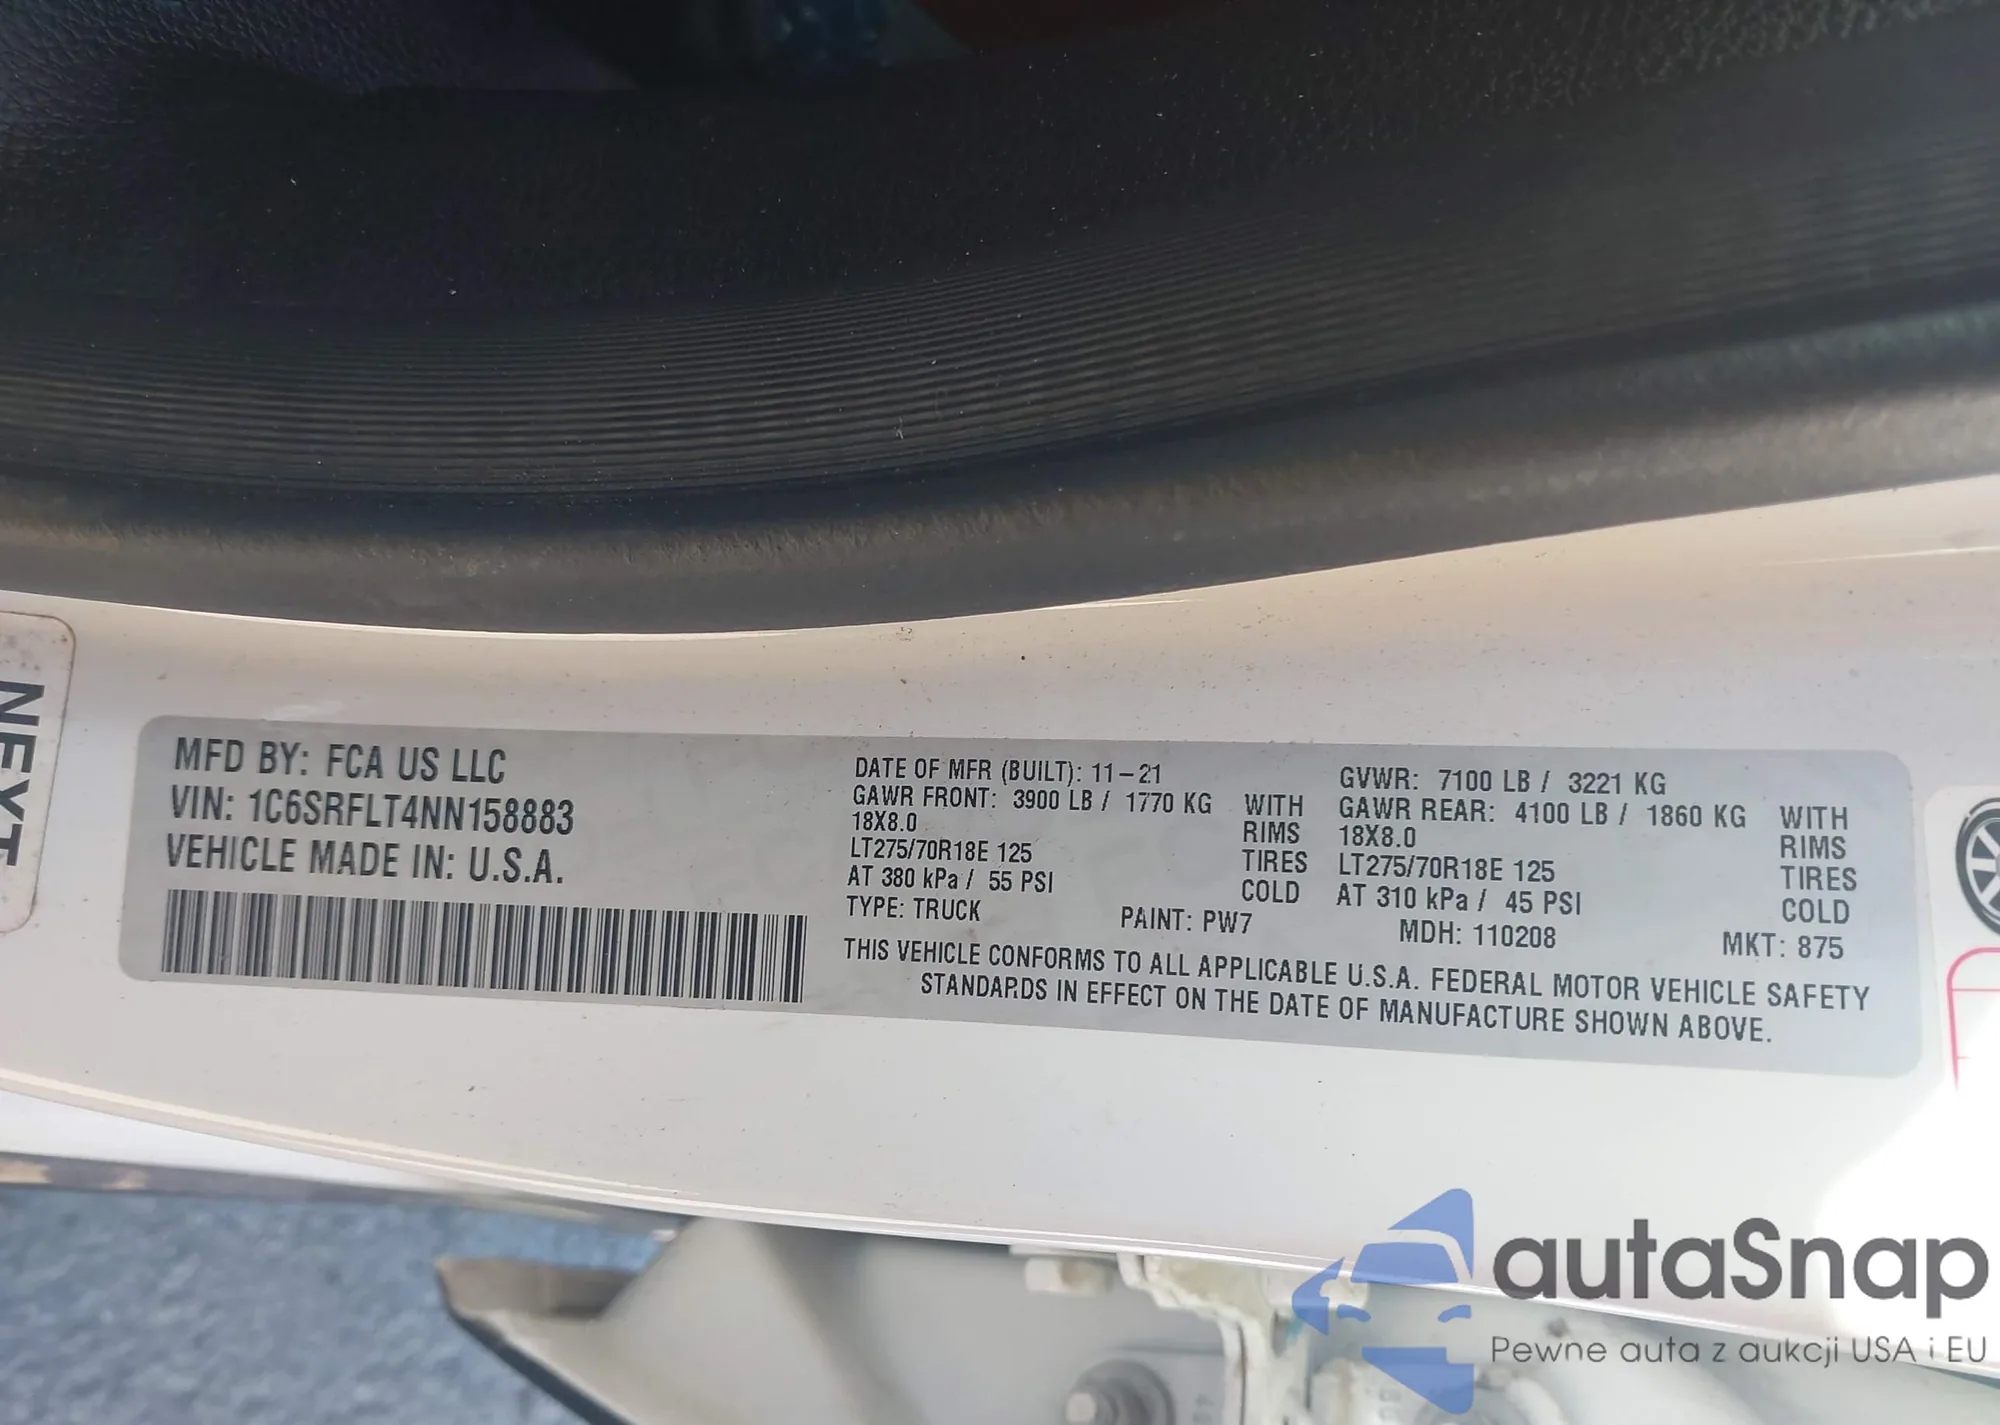 NEXT
MFD BY: FCA US LLC
VIN: 1C6SRFLT4NN158883
VEHICLE MADE IN: U.S.A.
DATE OF MFR (BUILT): 11-21 GVWR: 7100 LB / 3221 KG
GAWR FRONT: 3900 LB / 1770 KG WITH GAWR REAR: 4100 LB / 1860 KG WITH
18X8.0 RIMS 18X8.0 RIMS
LT275/70R18E 125 TIRES LT275/70R18E 125 TIRES
AT 380 kPa / 55 PSI COLD AT 310 kPa / 45 PSI COLD
TYPE: TRUCK PAINT: PW7 MDH: 110208 MKT: 875
THIS VEHICLE CONFORMS TO ALL APPLICABLE U.S.A. FEDERAL MOTOR VEHICLE SAFETY
STANDARDS IN EFFECT ON THE DATE OF MANUFACTURE SHOWN ABOVE.
autaSnap
Pewne auta z aukcji USA i EU